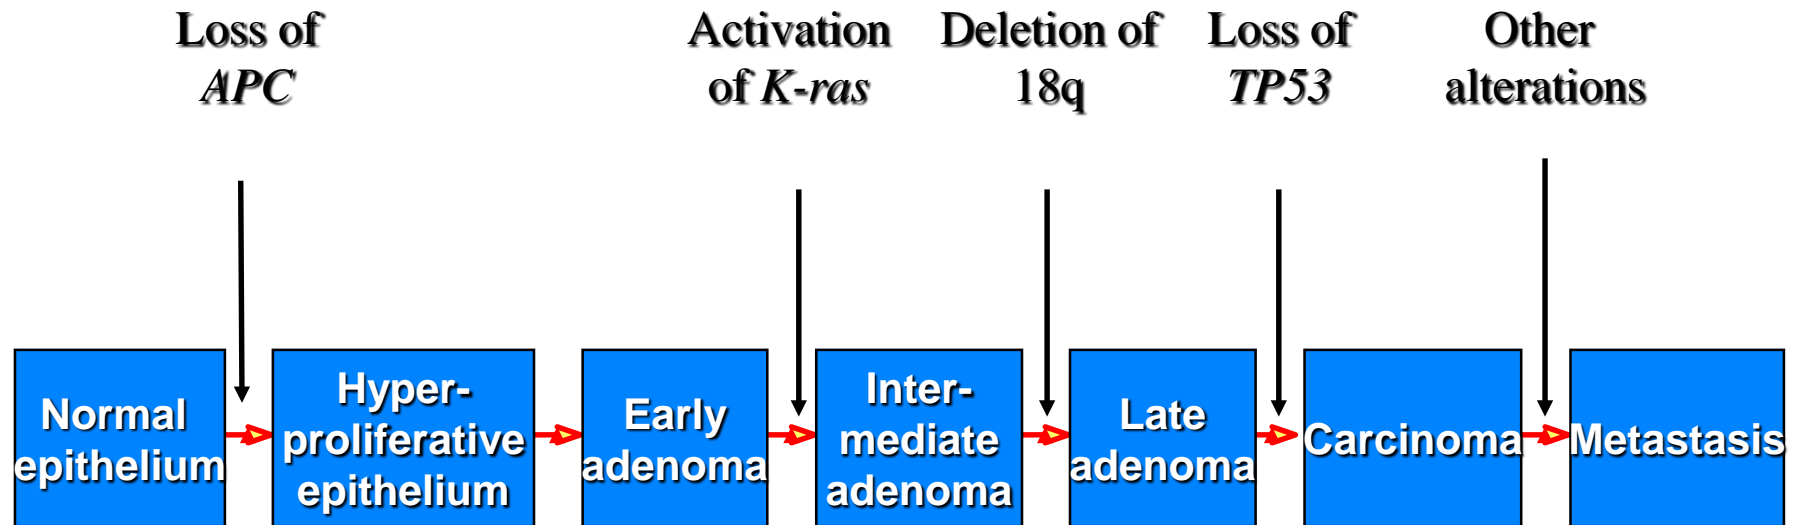 Loss of
APC
Activation
of K-ras
Deletion of
18q
Loss of
TP53
Other
alterations
Normal
epithelium
Hyper-
proliferative
epithelium
Early
adenoma
Inter-
mediate
adenoma
Late
adenoma
Carcinoma
Metastasis